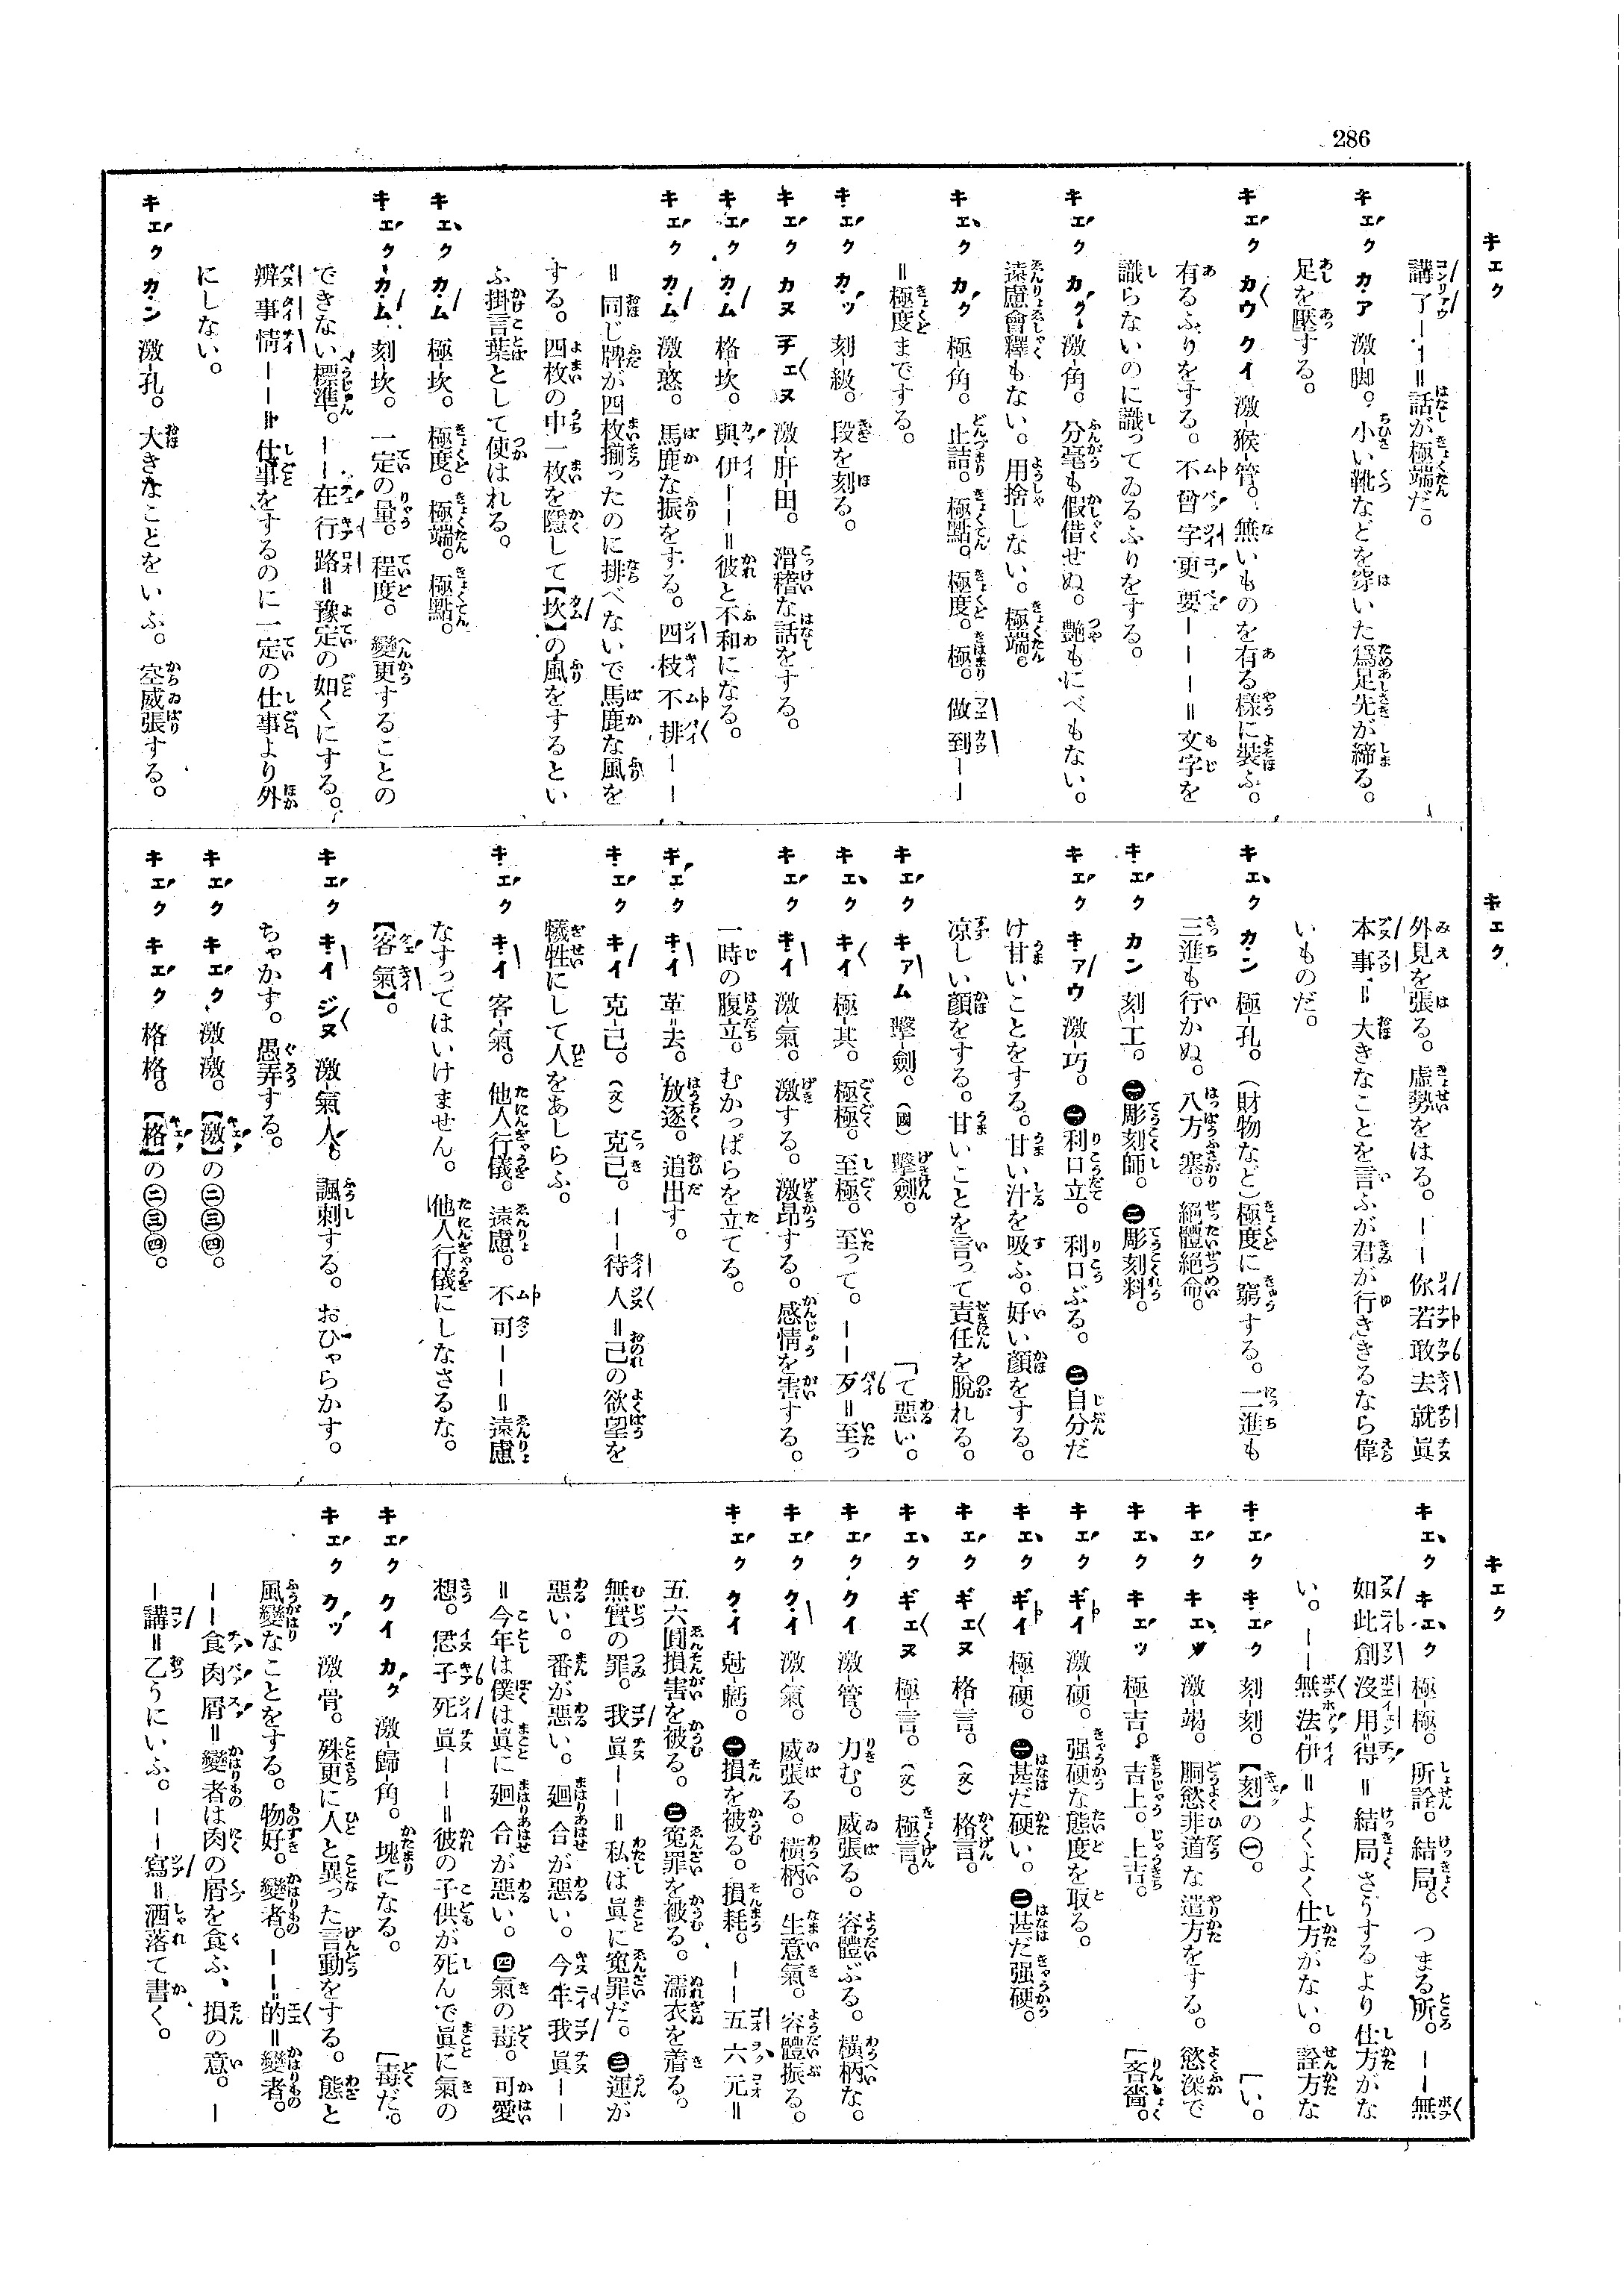 286
キエク
講了ーー＝話が極端だ。
キエク カア 激-脚。小い靴などを穿いた爲足先が締る。
足を壓する。
キエク カウ クイ 激-猴-管。無いものを有る樣に裝ふ。
有るふりをする。不曾字更要ーーーー＝文字を
識らないのに識ってゐるふりをする。
キエク カク 激-角。分毫も假借せぬ。艶もにべもない。
遠慮會釋もない。用捨しない。極端。
キエク カク 極-角。止詰。極點。極度。極。做到ーー
＝極度までする。
キエク カッ 刻-級。段を刻る。
キエク カヌ チェヌ 激-肝-田。滑稽な話をする。
キエク カム 格-坎。與伊ーー＝彼と不和になる。
キエク カム 激-憨。馬鹿な振をする。四枝不排ーー
＝同じ牌が四枚揃ったのに排べないで馬鹿な風を
する。四枚の中一枚を隱して【坎】の風をするとい
ふ掛言葉として使はれる。
キエク カム 極-坎。極度。極端。極點。
キエク カム 刻-坎。一定の量。程度。變更することの
できない標準。ーー在行路＝豫定の如くにする。
辨事情ーー＝仕事をするのに一定の仕事より外
にしない。
キエク カン 激-孔。大きなことをいふ。空威張する。
キエク
外見を張る。虛勢をはる。ーー你若敢去就眞
本事＝大きなことを言ふが君が行ききるなら偉
いものだ。
キエク カン 極-孔。（財物など）極度に窮する。二進も
三進も行かぬ。八方塞。絕體絕命。
キエク カン 刻-工。㊀彫刻師。㊁彫刻料。
キエク キァウ 激-巧。㊀利口立。利口ぶる。㊁自分だ
け甘いことをする。甘い汁を吸ふ。好い顏をする。
凉しい顏をする。甘いことを言って責任を脫れる。
キエク キァム 擊-劍。（國）擊劍。 「て惡い。
キエク キイ 極-其。極極。至極。至って。ーー歹＝至っ
キエク キイ 激-氣。激する。激昂する。感情を害する。
一時の腹立。むかっぱらを立てる。
キエク キイ 革-去。放逐。追出す。
キエク キイ 克-己。（文）克己。ーー待人＝己の欲望を
犧牲にして人をあしらふ。
キエク キイ 客-氣。他人行儀。遠慮。不可ーー＝遠慮
なすってはいけません。他人行儀にしなさるな。
【客氣】。
キエク キイ ジヌ 激-氣-人。諷刺する。おひゃらかす。
ちゃかす。愚弄する。
キエク キエク 激-激。【激】の㊁㊂㊃。
キエク キエク 格-格。【格】の㊁㊂㊃。
キエク
キエク キエク 極-極。所詮。結局。つまる所。ーー無
如此創沒用得＝結局さうするより仕方がな
い。ーー無法伊＝よくよく仕方がない。詮方な
キエク キエク 刻-刻。【刻】の㊀。 「い。
キエク キエッ 激-竭。胴慾非道な遣方をする。慾深で
キエク キエッ 極-吉。吉上。上吉。 「吝嗇。
キエク ギイ 激-硬。强硬な態度を取る。
キエク ギイ 極-硬。㊀甚だ硬い。㊁甚だ强硬。
キエク ギェヌ 格-言。（文）格言。
キエク ギェヌ 極-言。（文）極言。
キエク クイ 激-管。力む。威張る。容體ぶる。橫柄な。
キエク クイ 激-氣。威張る。橫柄。生意氣。容體振る。
キエク クイ 尅-虧。㊀損を被る。損耗。ーー五六元＝
五六圓損害を被る。㊁寃罪を被る。濡衣を着る。
無實の罪。我眞ーー＝私は眞に寃罪だ。㊂運が
惡い。番が惡い。廻合が惡い。今年我眞ーー
＝今年は僕は眞に廻合が惡い。㊃氣の毒。可愛
想。伊子死眞ーー＝彼の子供が死んで眞に氣の
キエク クイ カク 激-歸-角。塊になる。 「毒だ。
キエク クッ 激-骨。殊更に人と異った言動をする。態と
風變なことをする。物好。變者。ーー的＝變者。
ーー食肉屑＝變者は肉の屑を食ふ、損の意。ー
ー講＝乙うにいふ。ーー寫＝洒落て書く。